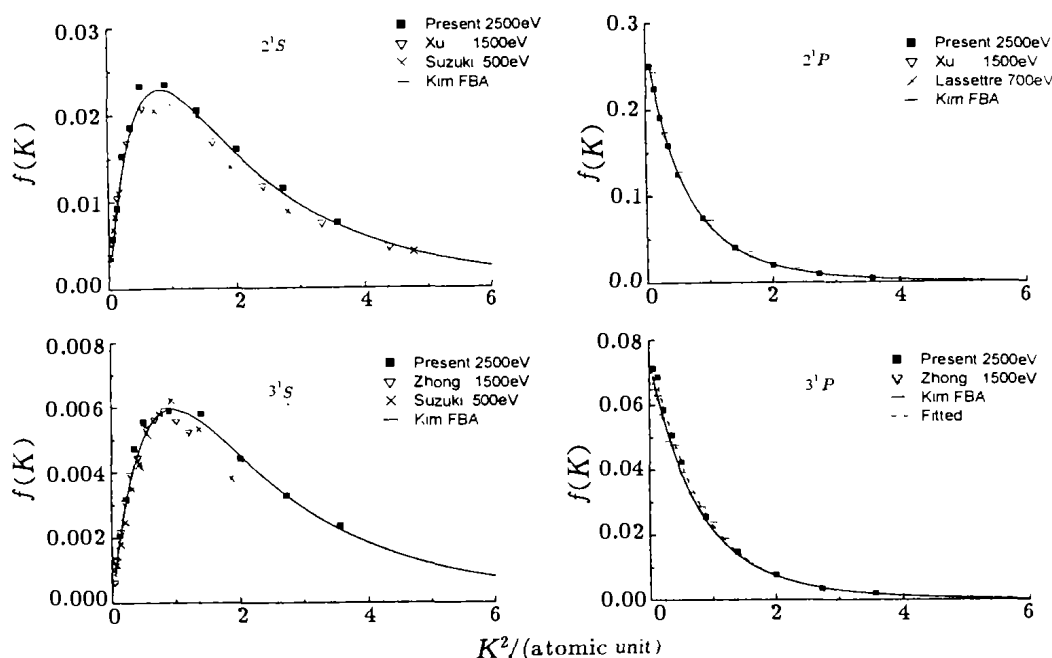 0.03
0.02
0.01
0.00
0
2
4
6
f(K)
2¹S
Present 2500eV
Xu 1500eV
Suzuki 500eV
Kim FBA
0.3
0.2
0.1
0.0
0
2
4
6
f(K)
2¹P
Present 2500eV
Xu 1500eV
Lassettre 700eV
Kim FBA
0.008
0.006
0.004
0.002
0.000
0
2
4
6
f(K)
3¹S
Present 2500eV
Zhong 1500eV
Suzuki 500eV
Kim FBA
0.08
0.06
0.04
0.02
0.00
0
2
4
6
f(K)
3¹P
Present 2500eV
Zhong 1500eV
Kim FBA
Fitted
K²/(atomic unit)